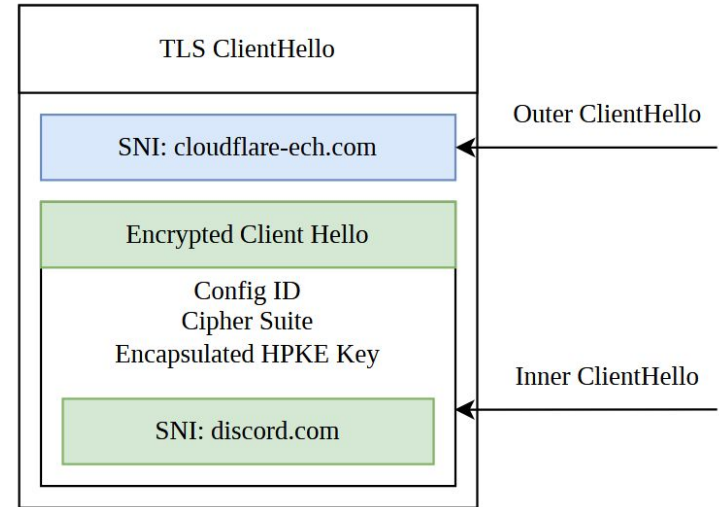 TLS ClientHello
SNI: cloudflare-ech.com
Outer ClientHello
Encrypted Client Hello
Config ID
Cipher Suite
Encapsulated HPKE Key
Inner ClientHello
SNI: discord.com